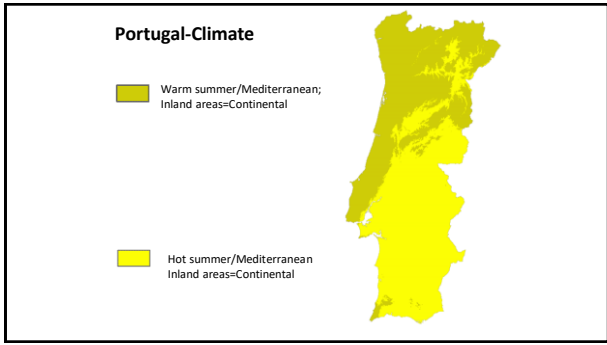 Portugal-Climate
Warm summer/Mediterranean;
Inland areas=Continental
Hot summer/Mediterranean
Inland areas=Continental